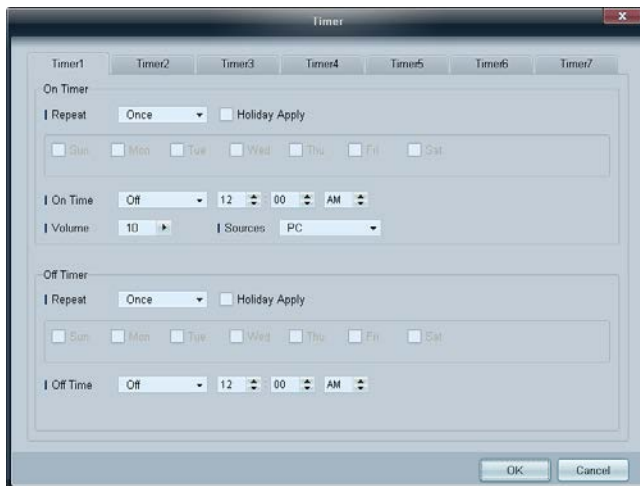 Timer
Timer1 Timer2 Timer3 Timer4 Timer5 Timer6 Timer7
On Timer
Repeat Once Holiday Apply
Sun Mon Tue Wed Thu Fri Sat
On Time Off 12 00 AM
Volume 10 Sources PC
Off Timer
Repeat Once Holiday Apply
Sun Mon Tue Wed Thu Fri Sat
Off Time Off 12 00 AM
OK Cancel